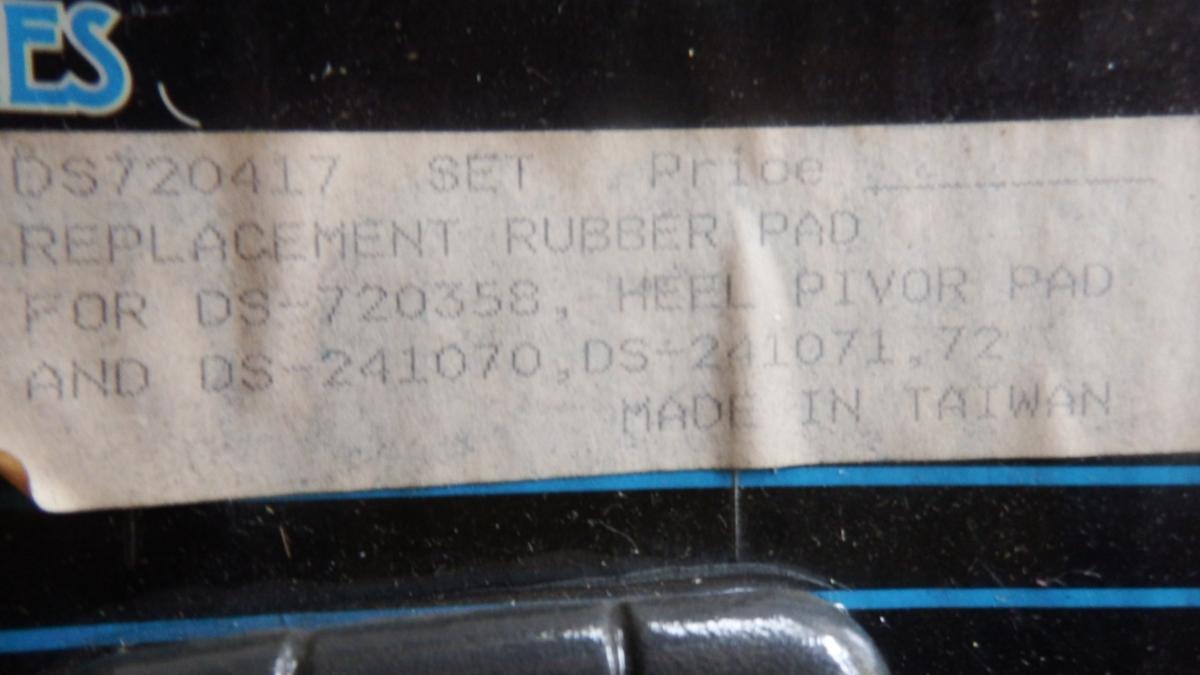 ES
DS720417 SET Price
REPLACEMENT RUBBER PAD
FOR DS-720358, HEEL PIVOR PAD
AND DS-241070,DS-241071,72
MADE IN TAIWAN